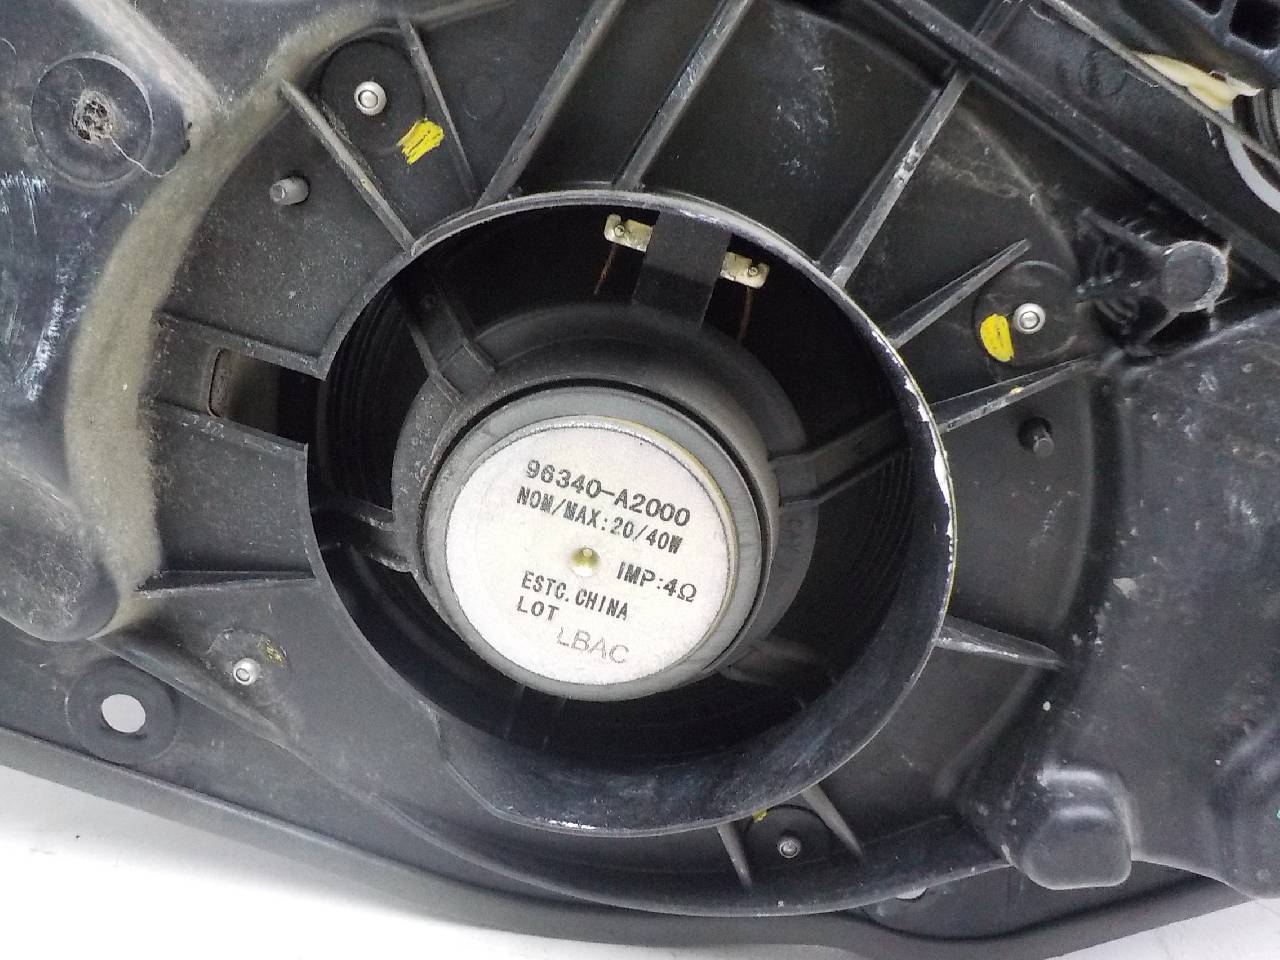 96340-A2000
NOM/MAX:20/40W
IMP:4Ω
ESTC.CHINA
LOT
LBAC